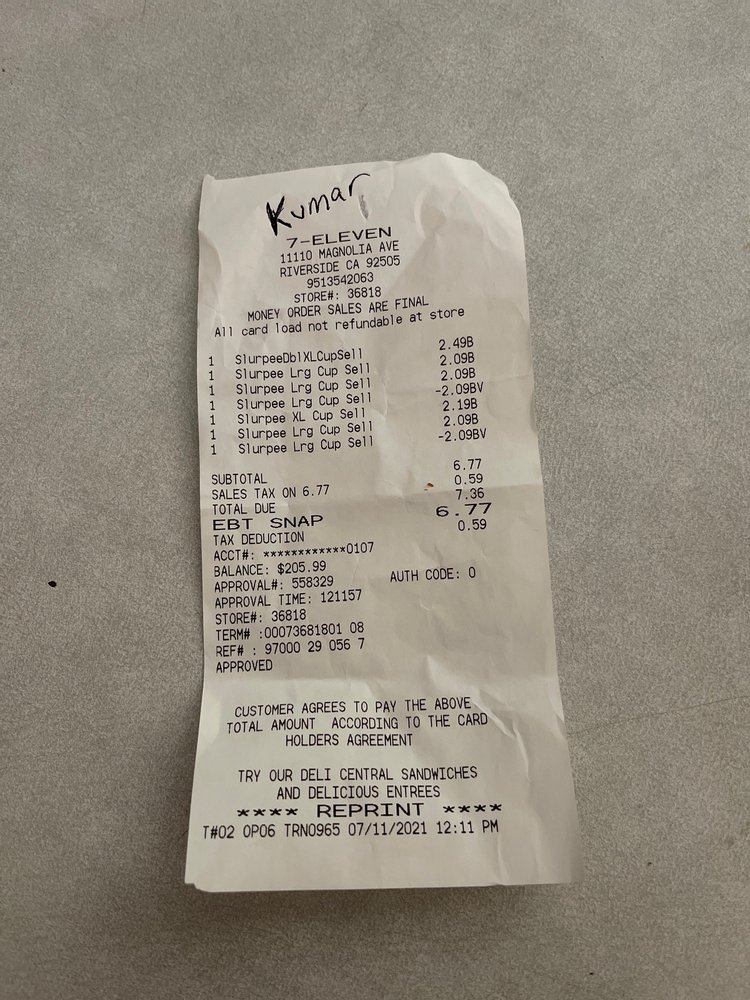 Kumar
7-ELEVEN
11110 MAGNOLIA AVE
RIVERSIDE CA 92505
9513542063
STORE#: 36818
MONEY ORDER SALES ARE FINAL
All card load not refundable at store
1 SlurpeeDblXLCupSell 2.49B
1 Slurpee Lrg Cup Sell 2.09B
1 Slurpee Lrg Cup Sell 2.09B
1 Slurpee Lrg Cup Sell -2.09BV
1 Slurpee XL Cup Sell 2.19B
1 Slurpee Lrg Cup Sell 2.09B
1 Slurpee Lrg Cup Sell -2.09BV
SUBTOTAL 6.77
SALES TAX ON 6.77 0.59
TOTAL DUE 7.36
EBT SNAP 6.77
TAX DEDUCTION 0.59
ACCT#: ************0107
BALANCE: $205.99
APPROVAL#: 558329 AUTH CODE: 0
APPROVAL TIME: 121157
STORE#: 36818
TERM# :00073681801 08
REF# : 97000 29 056 7
APPROVED
CUSTOMER AGREES TO PAY THE ABOVE
TOTAL AMOUNT ACCORDING TO THE CARD
HOLDERS AGREEMENT
TRY OUR DELI CENTRAL SANDWICHES
AND DELICIOUS ENTREES
**** REPRINT ****
T#02 OP06 TRN0965 07/11/2021 12:11 PM